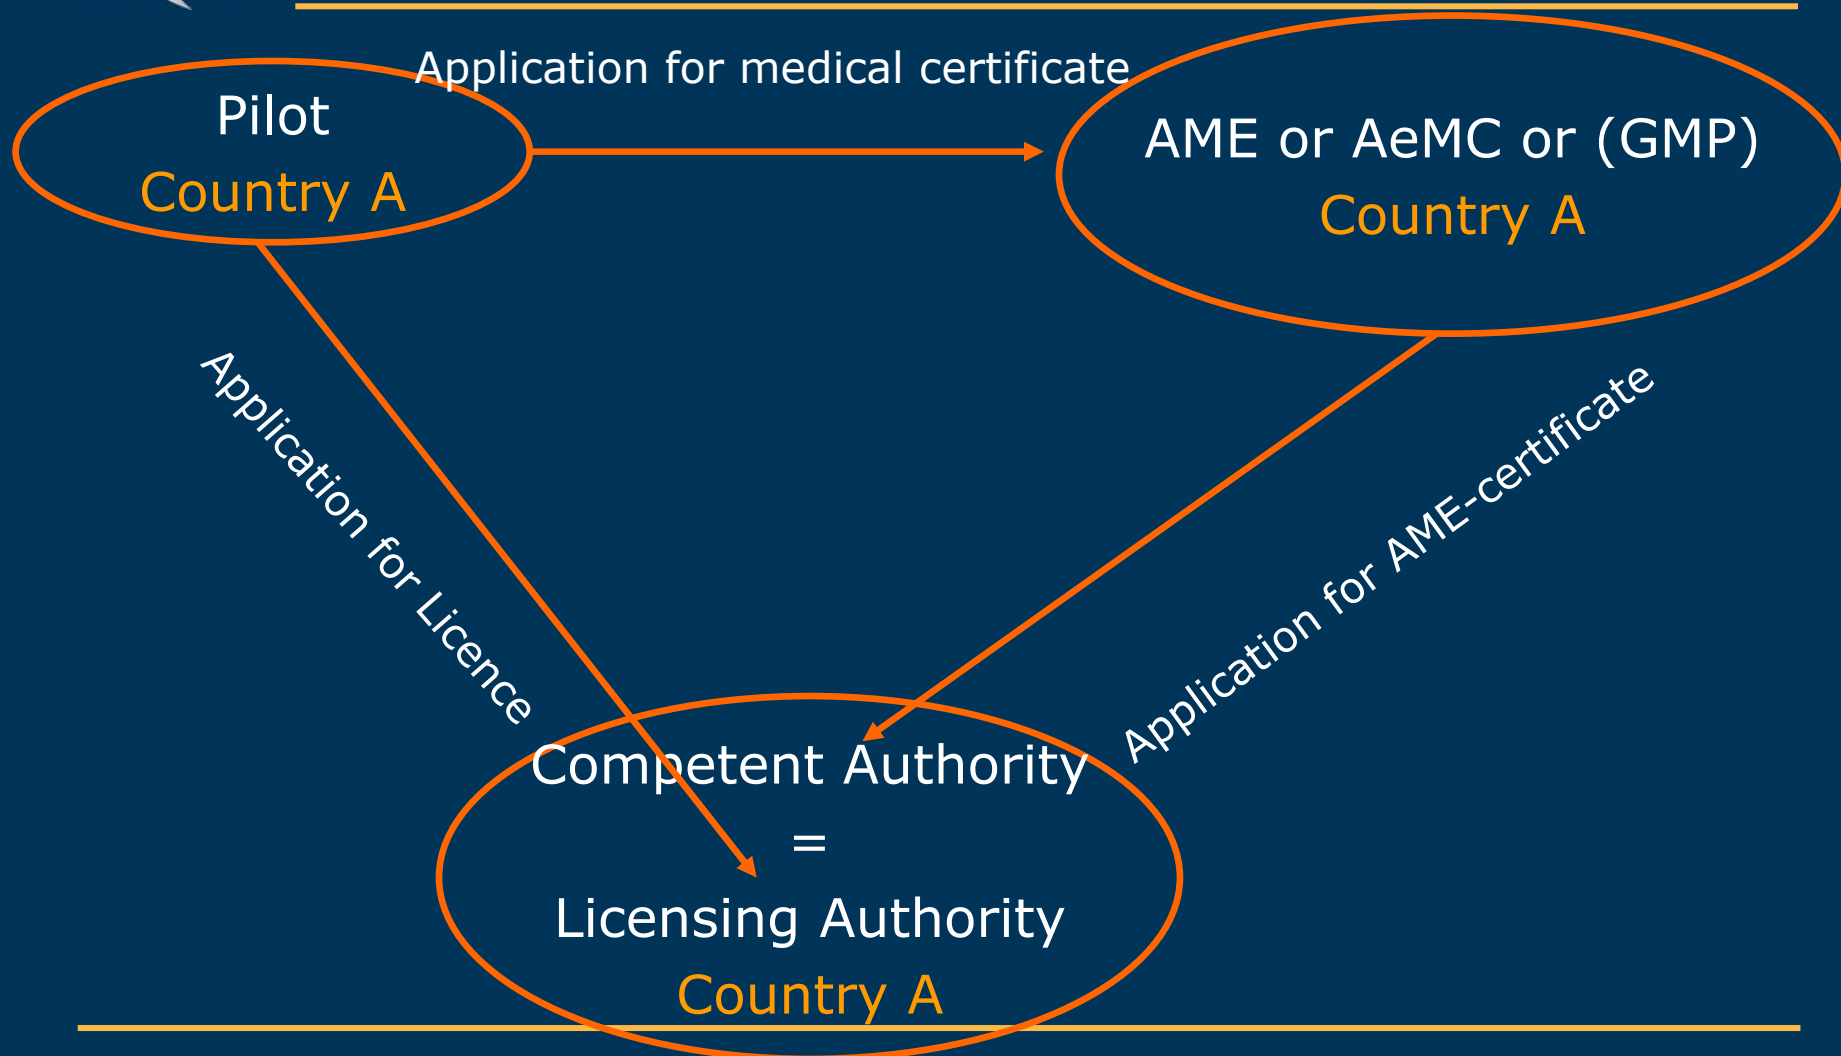 Application for medical certificate
Pilot
Country A
AME or AeMC or (GMP)
Country A
Application for Licence
Application for AME-certificate
Competent Authority
=
Licensing Authority
Country A